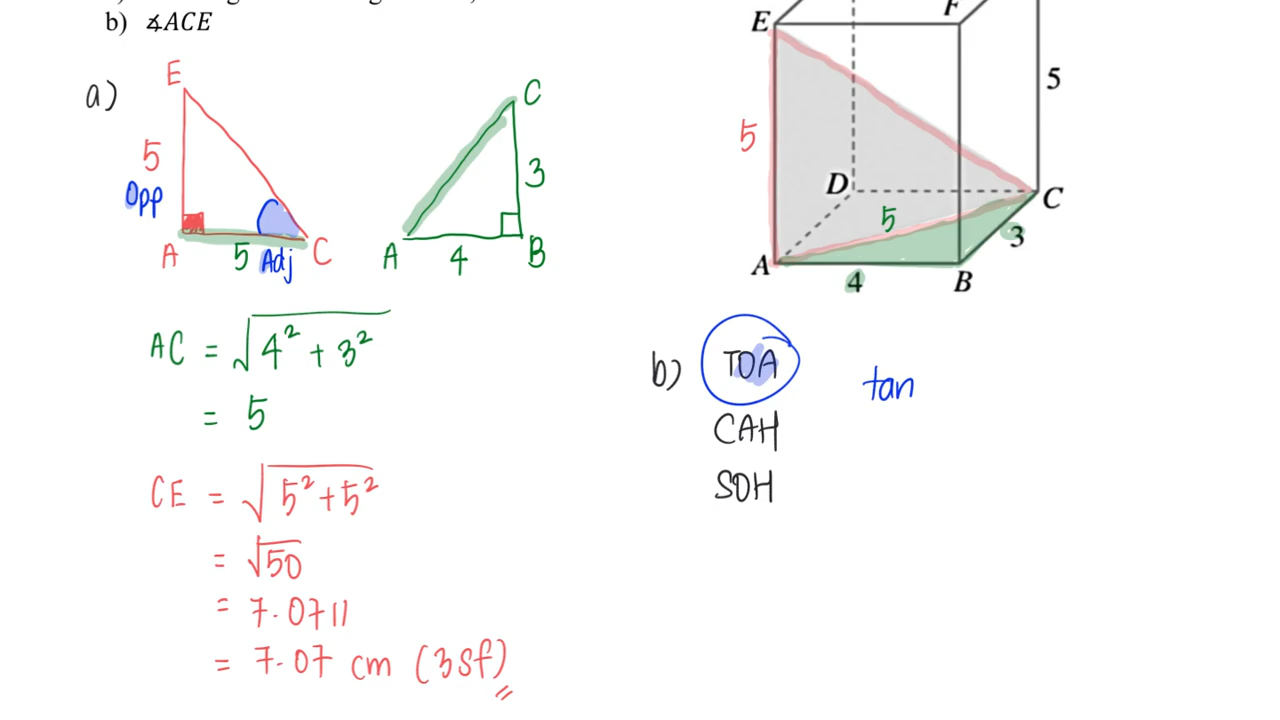 b) ∡ACE
a)
E
5
Opp
A
5
Adj
C
C
3
A
4
B
AC = √4² + 3²
= 5
CE = √5² + 5²
= √50
= 7.0711
= 7.07 cm (3sf)
E
F
5
5
D
5
C
3
A
4
B
b) TOA
tan
CAH
SOH